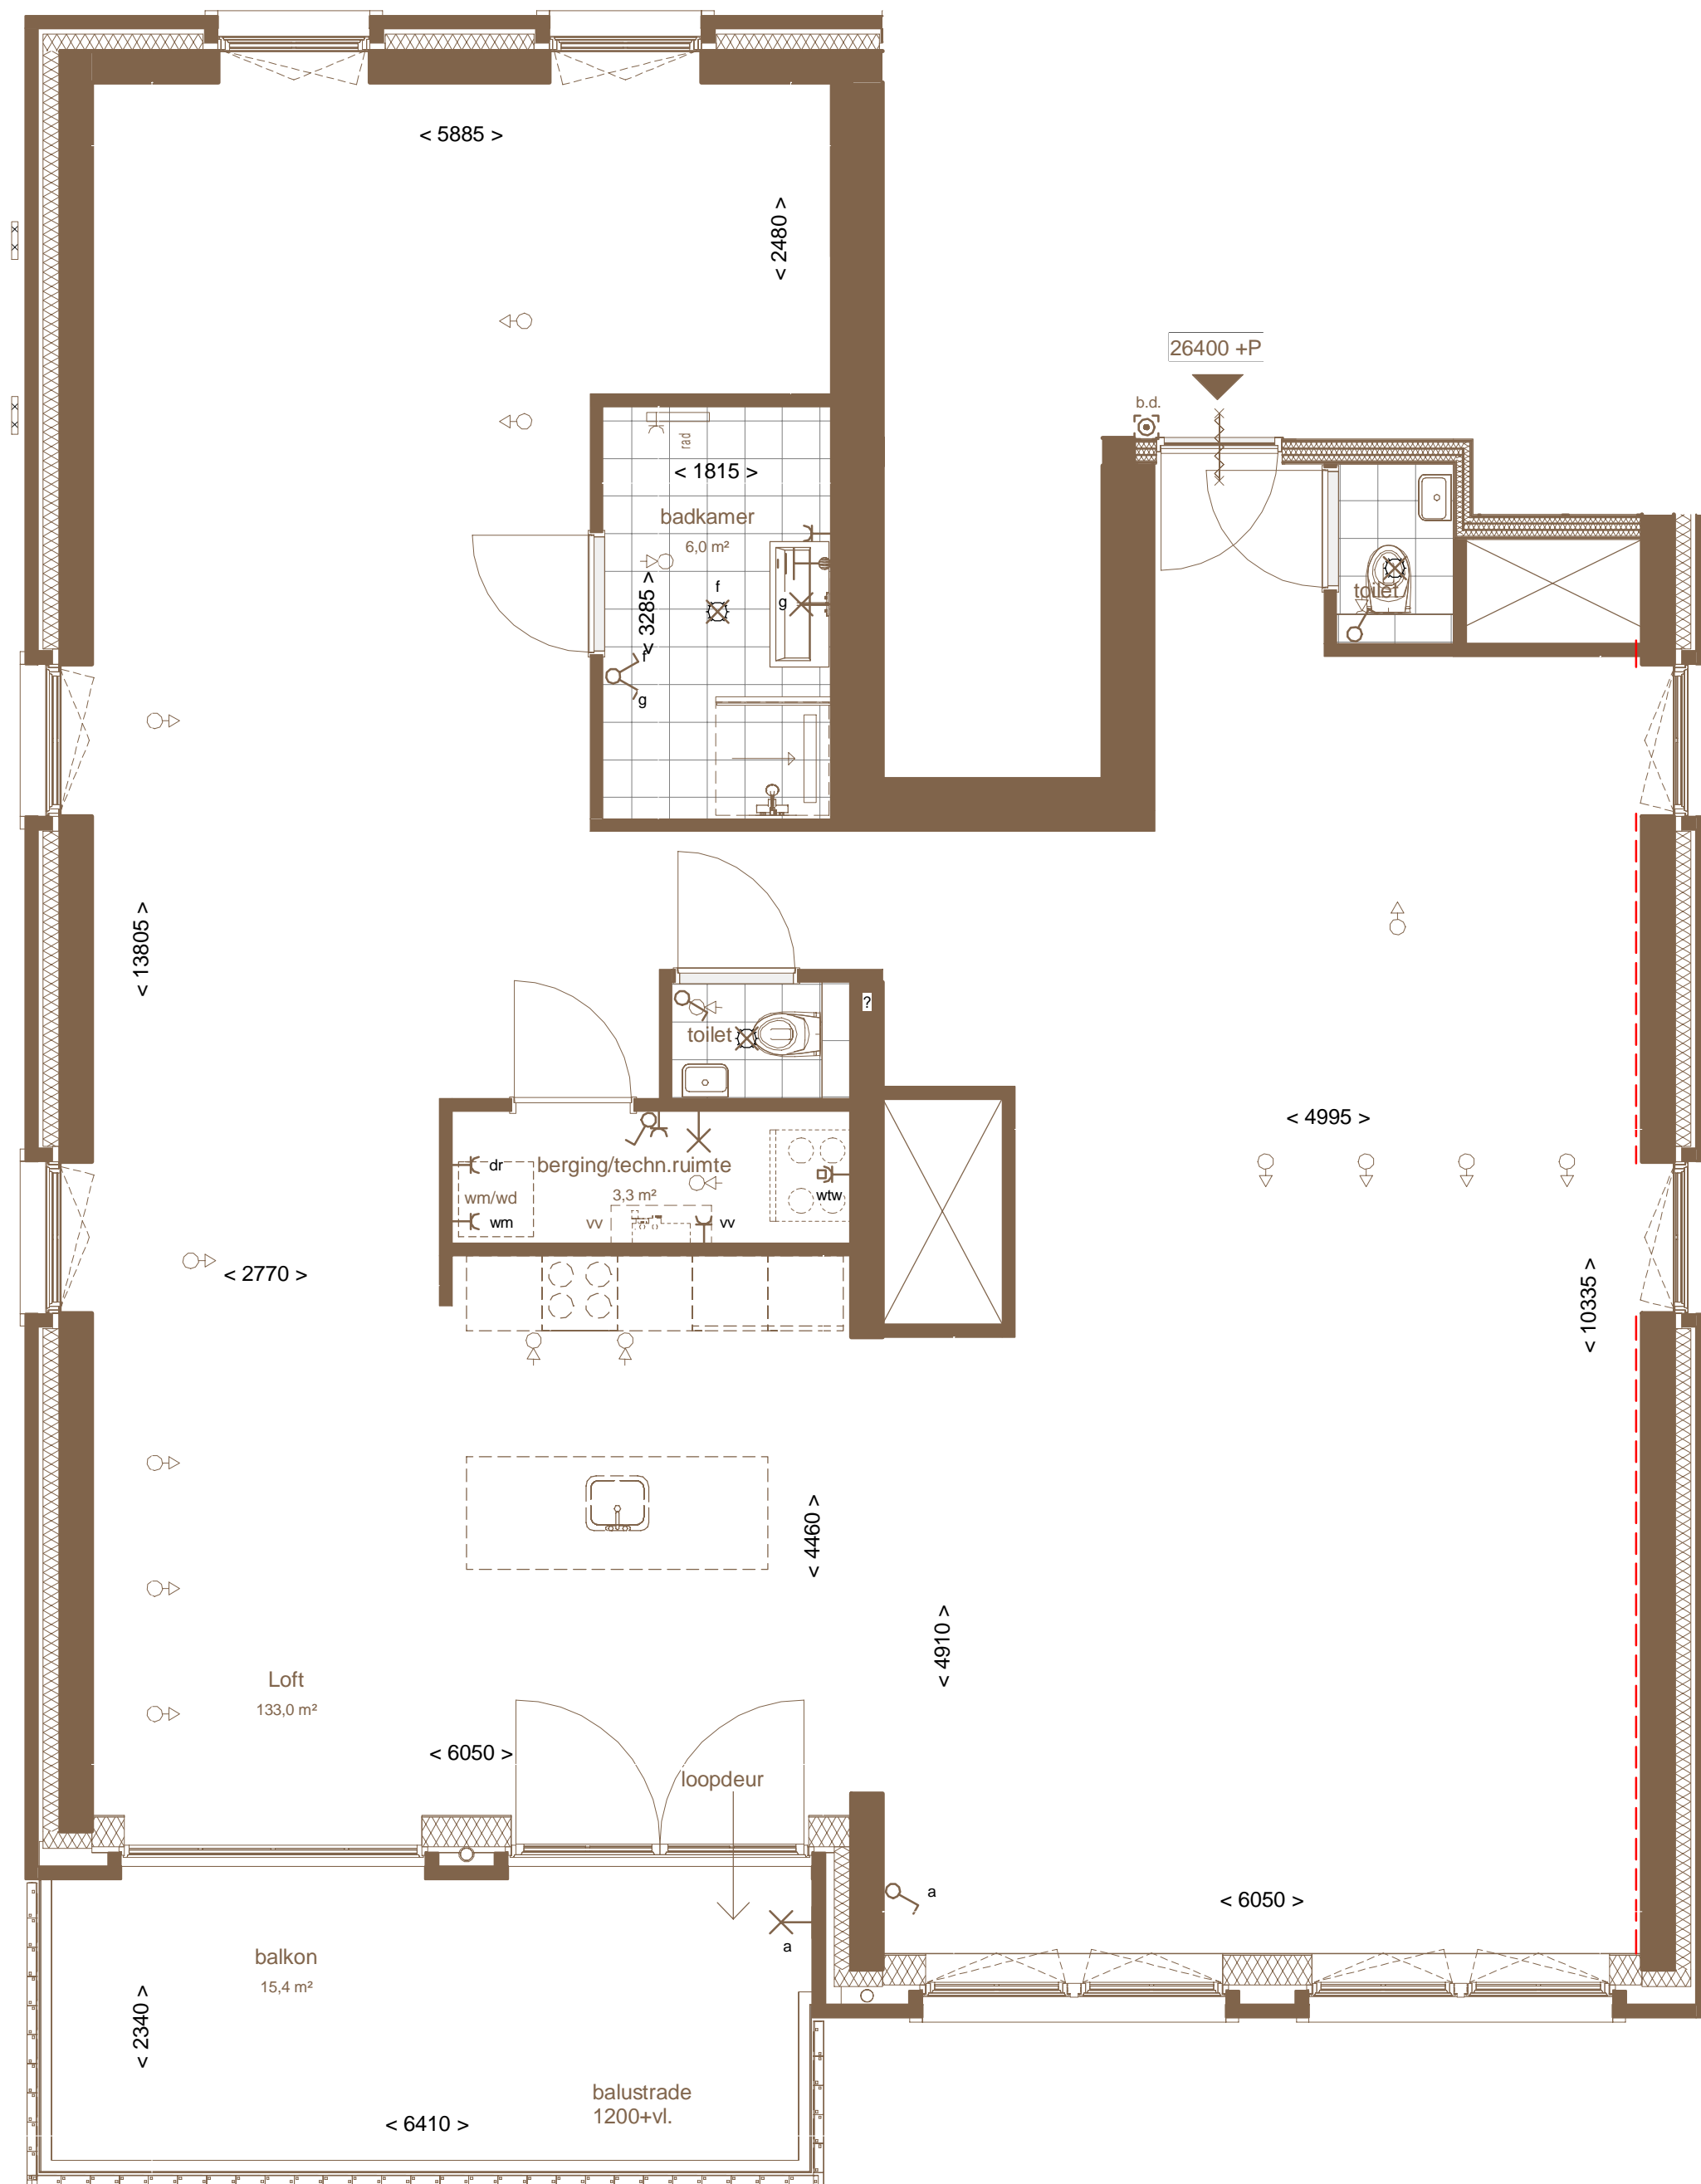 < 5885 >
< 2480 >
26400 +P
b.d.
rad
< 1815 >
badkamer
6,0 m²
f
g
< 3285 >
f
g
toilet
< 13805 >
?
toilet
< 4995 >
dr
berging/techn.ruimte
wm/wd
3,3 m²
wtw
wm
vv
vv
< 2770 >
< 10335 >
< 4460 >
< 4910 >
Loft
133,0 m²
< 6050 >
loopdeur
a
< 6050 >
a
balkon
15,4 m²
< 2340 >
balustrade
1200+vl.
< 6410 >